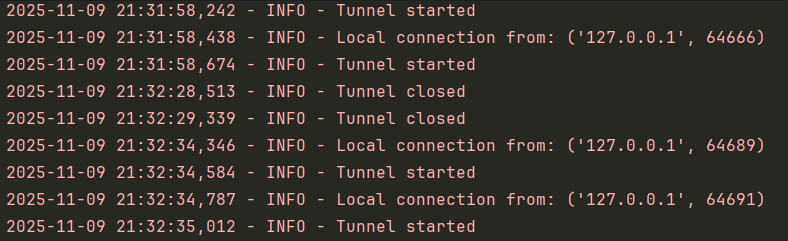 2025-11-09 21:31:58,242 - INFO - Tunnel started
2025-11-09 21:31:58,438 - INFO - Local connection from: ('127.0.0.1', 64666)
2025-11-09 21:31:58,674 - INFO - Tunnel started
2025-11-09 21:32:28,513 - INFO - Tunnel closed
2025-11-09 21:32:29,339 - INFO - Tunnel closed
2025-11-09 21:32:34,346 - INFO - Local connection from: ('127.0.0.1', 64689)
2025-11-09 21:32:34,584 - INFO - Tunnel started
2025-11-09 21:32:34,787 - INFO - Local connection from: ('127.0.0.1', 64691)
2025-11-09 21:32:35,012 - INFO - Tunnel started